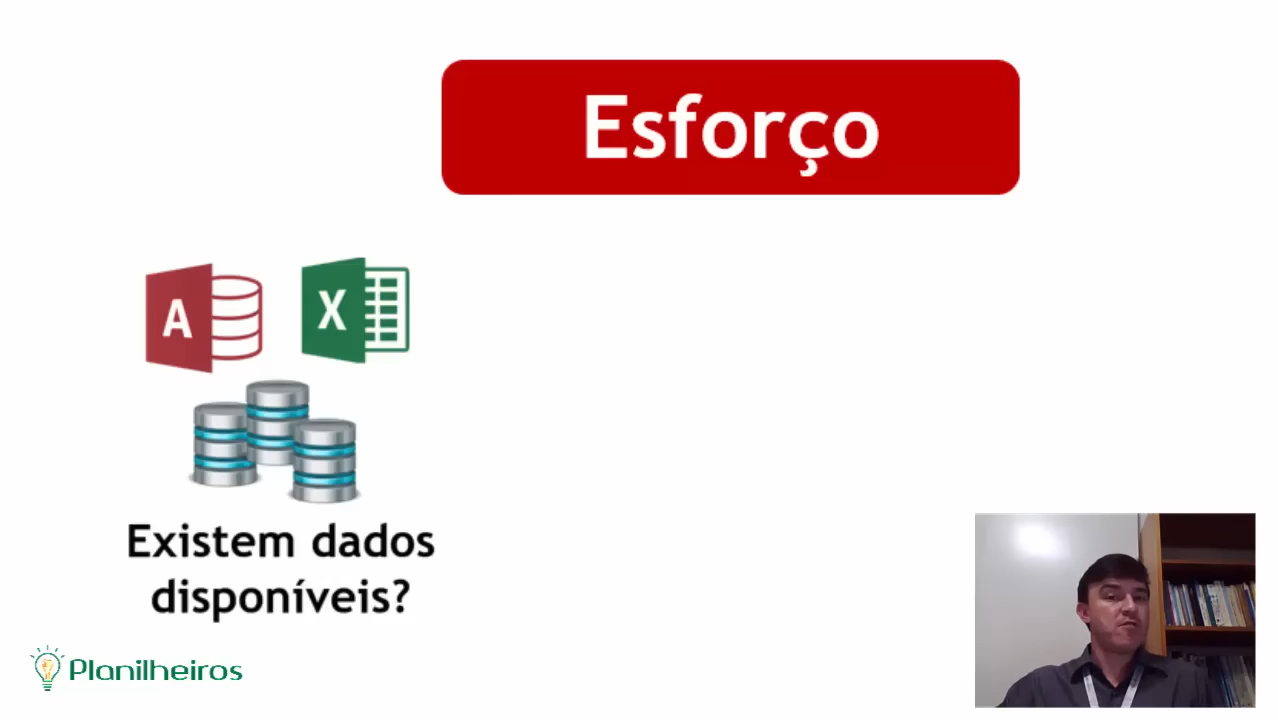 Esforço
A
X
Existem dados
disponíveis?
Planilheiros